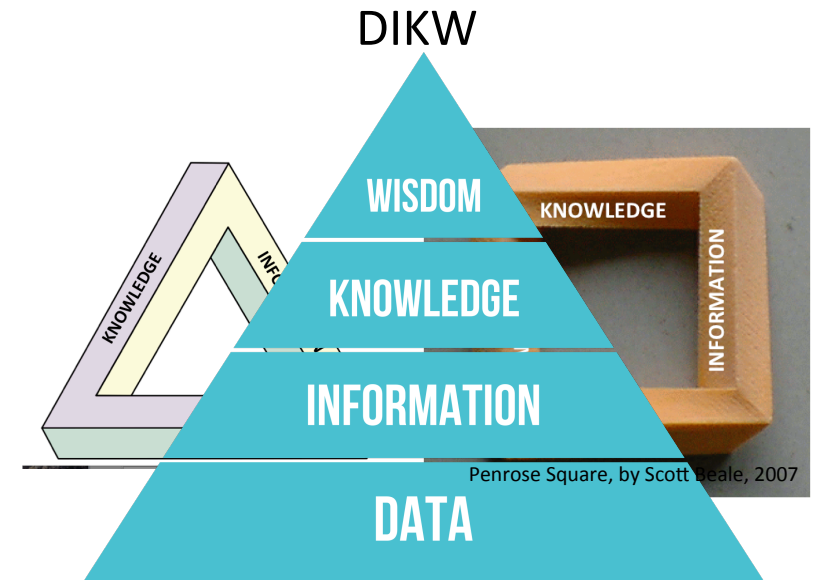 DIKW
WISDOM
KNOWLEDGE
KNOWLEDGE
INFORMATION
KNOWLEDGE
INFORMATION
Penrose Square, by Scott Beale, 2007
DATA